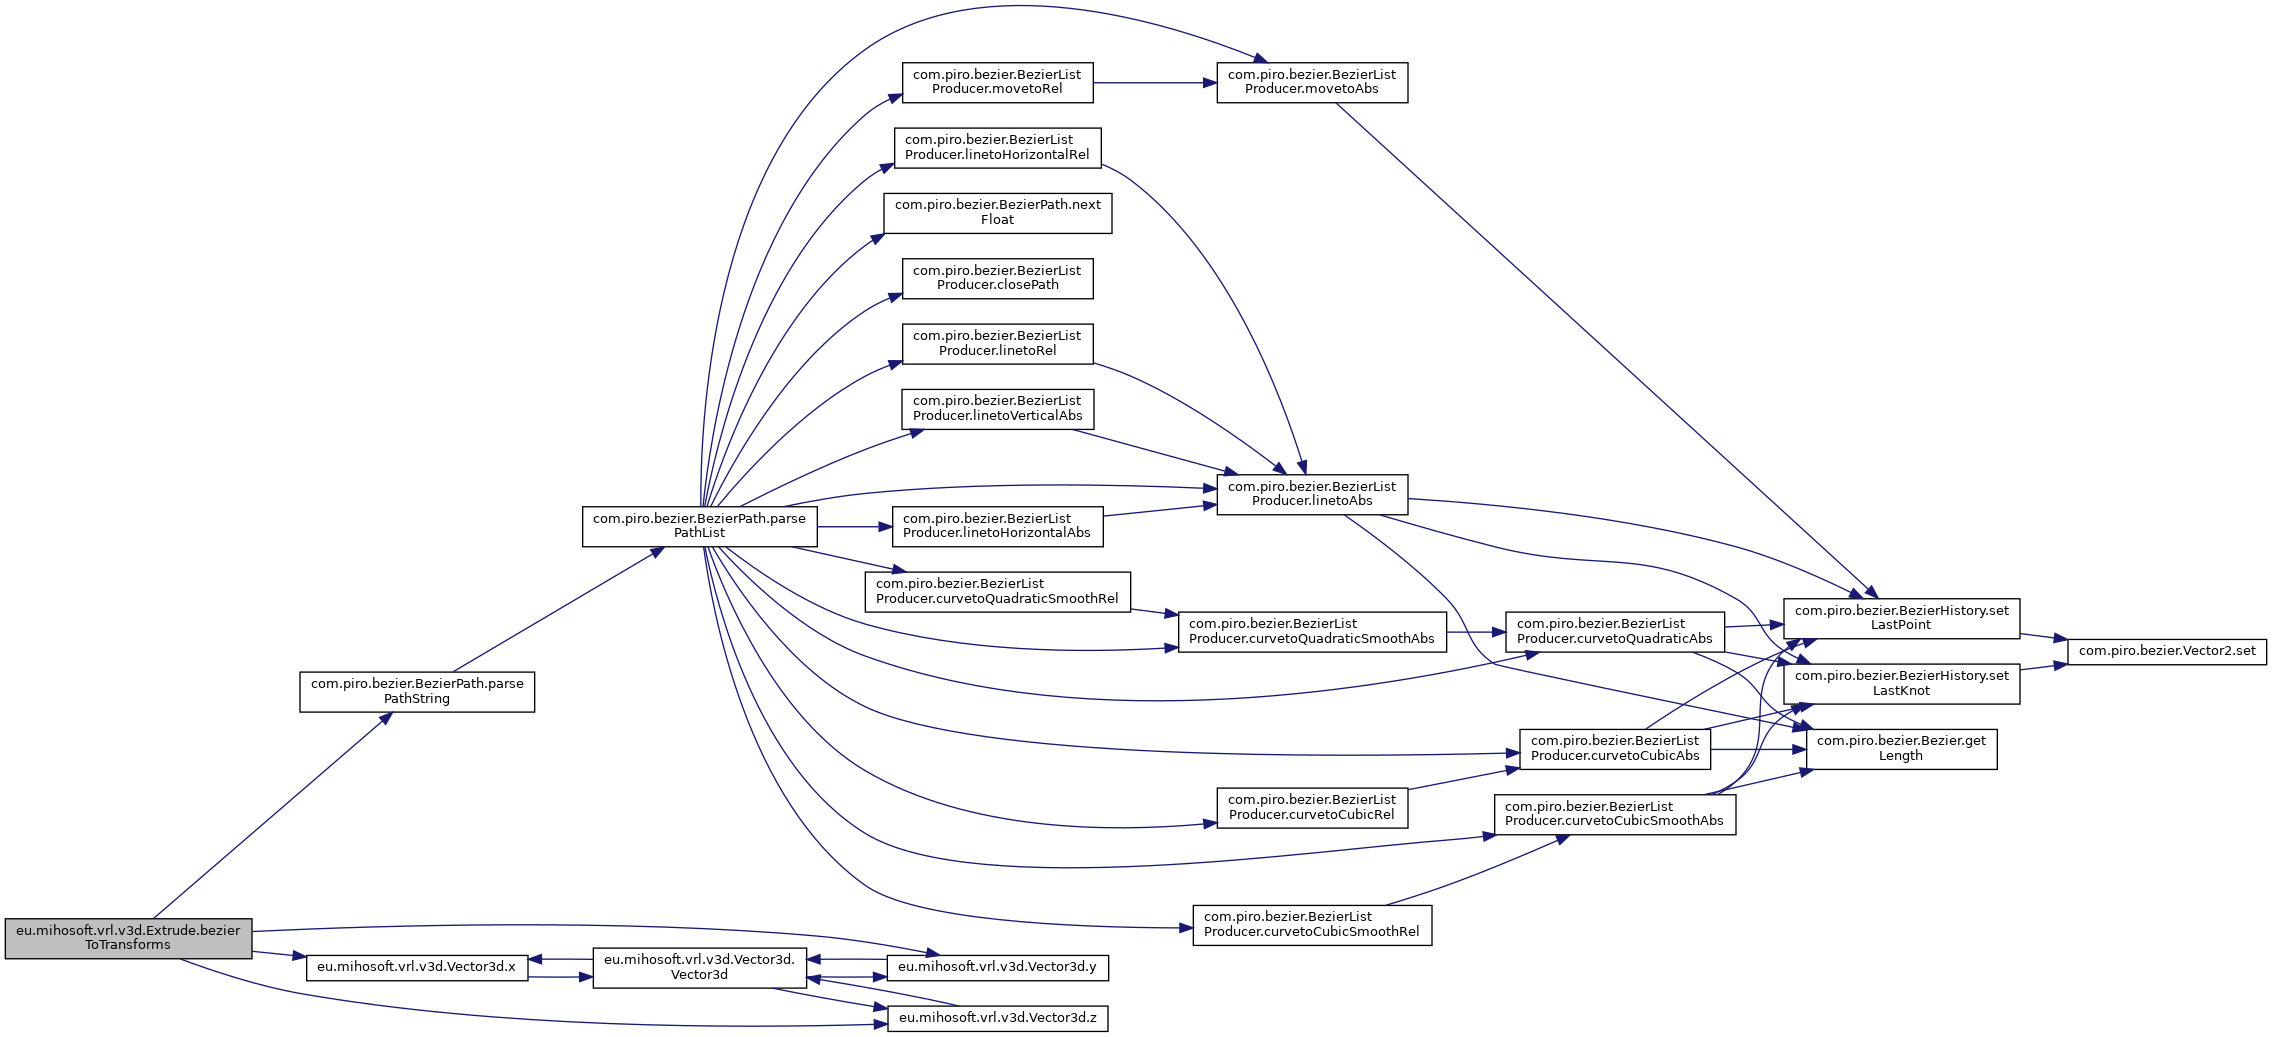 com.piro.bezier.BezierList
Producer.movetoRel
com.piro.bezier.BezierList
Producer.movetoAbs
com.piro.bezier.BezierList
Producer.linetoHorizontalRel
com.piro.bezier.BezierPath.next
Float
com.piro.bezier.BezierList
Producer.closePath
com.piro.bezier.BezierList
Producer.linetoRel
com.piro.bezier.BezierList
Producer.linetoVerticalAbs
com.piro.bezier.BezierList
Producer.linetoAbs
com.piro.bezier.BezierPath.parse
PathList
com.piro.bezier.BezierList
Producer.linetoHorizontalAbs
com.piro.bezier.BezierList
Producer.curvetoQuadraticSmoothRel
com.piro.bezier.BezierList
Producer.curvetoQuadraticSmoothAbs
com.piro.bezier.BezierList
Producer.curvetoQuadraticAbs
com.piro.bezier.BezierHistory.set
LastPoint
com.piro.bezier.Vector2.set
com.piro.bezier.BezierHistory.set
LastKnot
com.piro.bezier.BezierPath.parse
PathString
com.piro.bezier.BezierList
Producer.curvetoCubicAbs
com.piro.bezier.Bezier.get
Length
com.piro.bezier.BezierList
Producer.curvetoCubicRel
com.piro.bezier.BezierList
Producer.curvetoCubicSmoothAbs
com.piro.bezier.BezierList
Producer.curvetoCubicSmoothRel
eu.mihosoft.vrl.v3d.Extrude.bezier
ToTransforms
eu.mihosoft.vrl.v3d.Vector3d.x
eu.mihosoft.vrl.v3d.Vector3d.
Vector3d
eu.mihosoft.vrl.v3d.Vector3d.y
eu.mihosoft.vrl.v3d.Vector3d.z